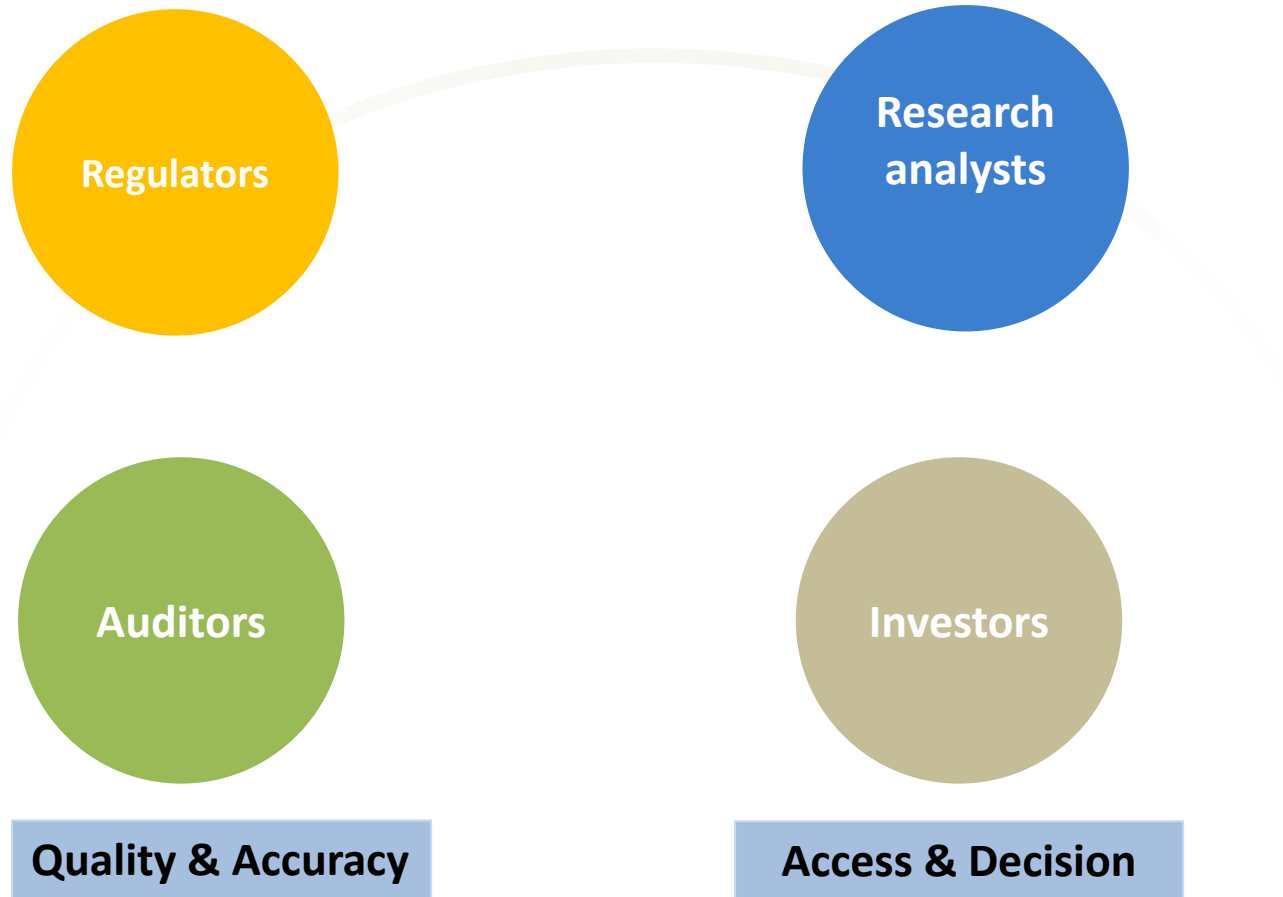 Regulators
Research
analysts
Auditors
Investors
Quality & Accuracy
Access & Decision